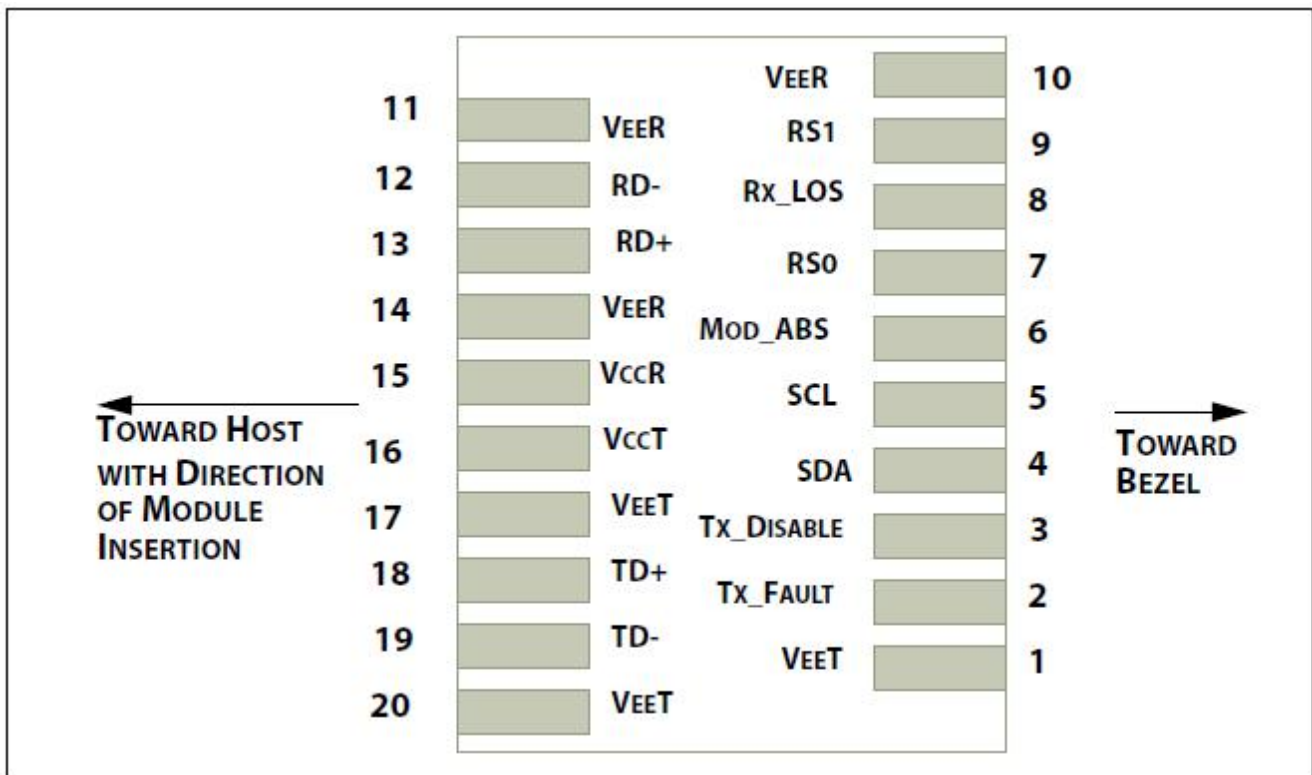 11 VEER
12 RD-
13 RD+
14 VEER
15 VCCR
16 VCCT
17 VEET
18 TD+
19 TD-
20 VEET
VEER 10
RS1 9
RX_LOS 8
RS0 7
MOD_ABS 6
SCL 5
SDA 4
TX_DISABLE 3
TX_FAULT 2
VEET 1
TOWARD HOST
WITH DIRECTION
OF MODULE
INSERTION
TOWARD
BEZEL